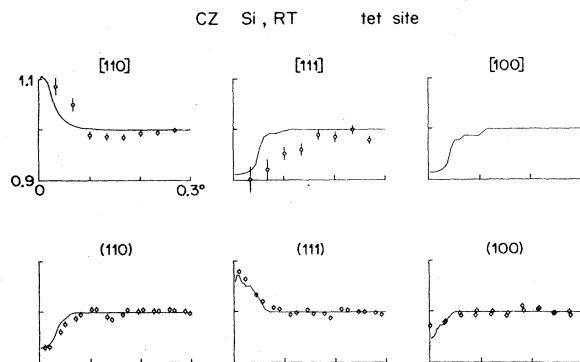 CZ Si, RT tet site
[110] [111] [100]
1.1
0.9
0 0.3°
(110) (111) (100)